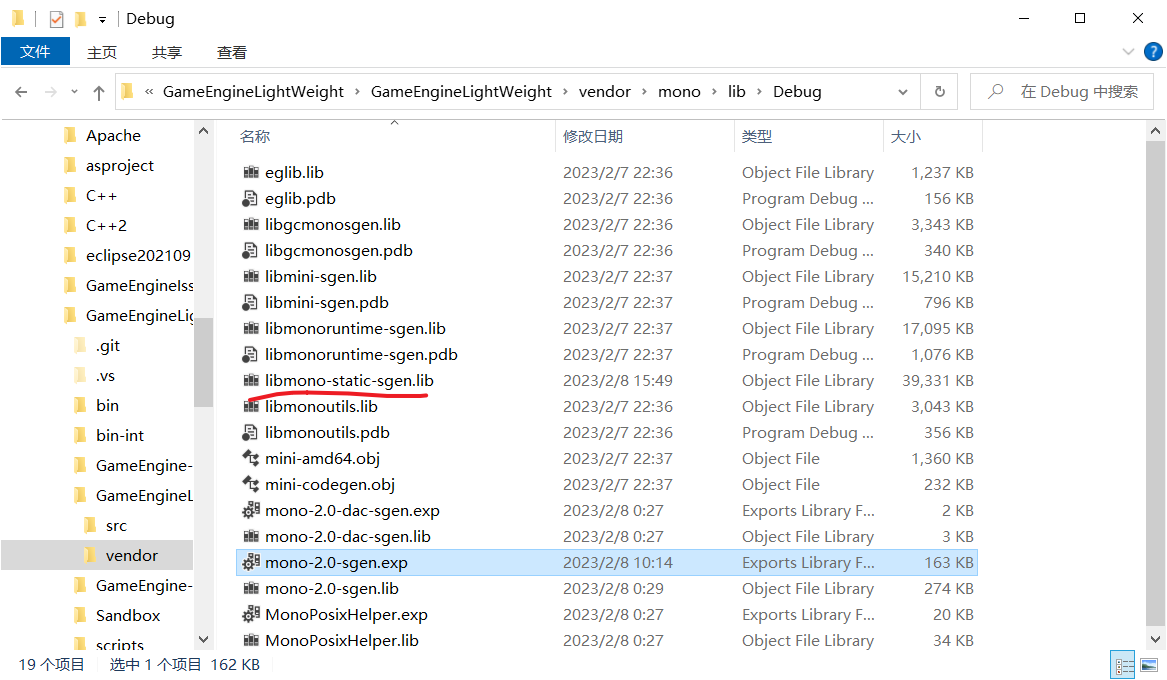 Debug
文件 主页 共享 查看
« GameEngineLightWeight › GameEngineLightWeight › vendor › mono › lib › Debug
在 Debug 中搜索
Apache
asproject
C++
C++2
eclipse202109
GameEngineIss
GameEngineLig
.git
.vs
bin
bin-int
GameEngine-
GameEngineL
src
vendor
GameEngine-
Sandbox
scripts
名称 修改日期 类型 大小
eglib.lib 2023/2/7 22:36 Object File Library 1,237 KB
eglib.pdb 2023/2/7 22:36 Program Debug ... 156 KB
libgcmonosgen.lib 2023/2/7 22:36 Object File Library 3,343 KB
libgcmonosgen.pdb 2023/2/7 22:36 Program Debug ... 340 KB
libmini-sgen.lib 2023/2/7 22:37 Object File Library 15,210 KB
libmini-sgen.pdb 2023/2/7 22:37 Program Debug ... 796 KB
libmonoruntime-sgen.lib 2023/2/7 22:37 Object File Library 17,095 KB
libmonoruntime-sgen.pdb 2023/2/7 22:37 Program Debug ... 1,076 KB
libmono-static-sgen.lib 2023/2/8 15:49 Object File Library 39,331 KB
libmonoutils.lib 2023/2/7 22:36 Object File Library 3,043 KB
libmonoutils.pdb 2023/2/7 22:36 Program Debug ... 356 KB
mini-amd64.obj 2023/2/7 22:37 Object File 1,360 KB
mini-codegen.obj 2023/2/7 22:37 Object File 232 KB
mono-2.0-dac-sgen.exp 2023/2/8 0:27 Exports Library F... 2 KB
mono-2.0-dac-sgen.lib 2023/2/8 0:27 Object File Library 3 KB
mono-2.0-sgen.exp 2023/2/8 10:14 Exports Library F... 163 KB
mono-2.0-sgen.lib 2023/2/8 0:29 Object File Library 274 KB
MonoPosixHelper.exp 2023/2/8 0:27 Exports Library F... 20 KB
MonoPosixHelper.lib 2023/2/8 0:27 Object File Library 34 KB
19 个项目 选中 1 个项目 162 KB